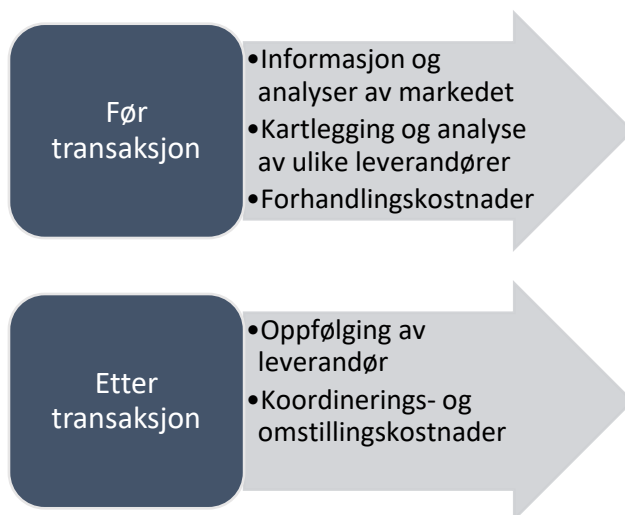 Før
transaksjon
•Informasjon og
analyser av markedet
•Kartlegging og analyse
av ulike leverandører
•Forhandlingskostnader
Etter
transaksjon
•Oppfølging av
leverandør
•Koordinerings- og
omstillingskostnader